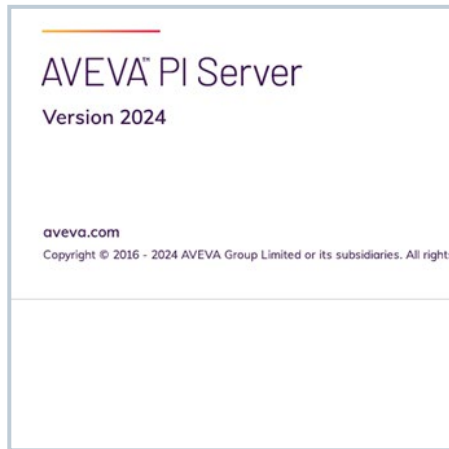 AVEVA™ PI Server
Version 2024
aveva.com
Copyright © 2016 - 2024 AVEVA Group Limited or its subsidiaries. All rights